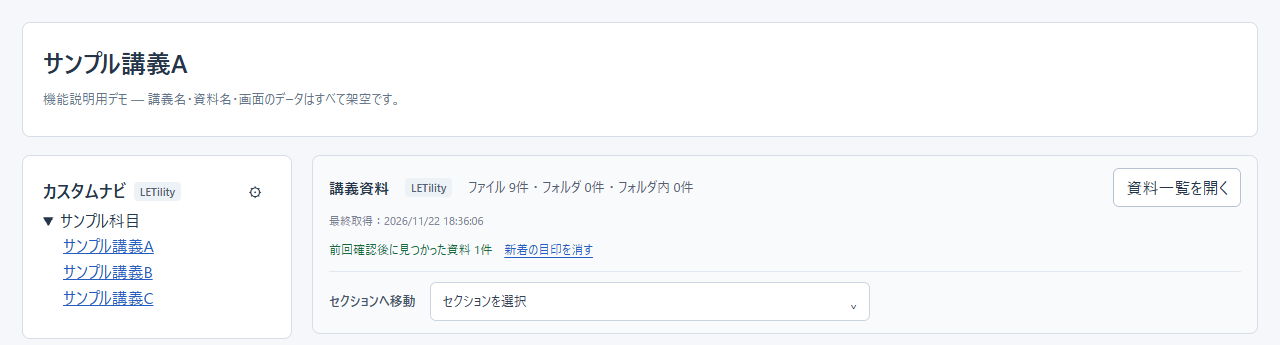 サンプル講義A
機能説明用デモ — 講義名・資料名・画面のデータはすべて架空です。
カスタムナビ LETility
▼ サンプル科目
サンプル講義A
サンプル講義B
サンプル講義C
講義資料 LETility ファイル 9件・フォルダ 0件・フォルダ内 0件
資料一覧を開く
最終取得：2026/11/22 18:36:06
前回確認後に見つかった資料 1件 新着の目印を消す
セクションへ移動 セクションを選択